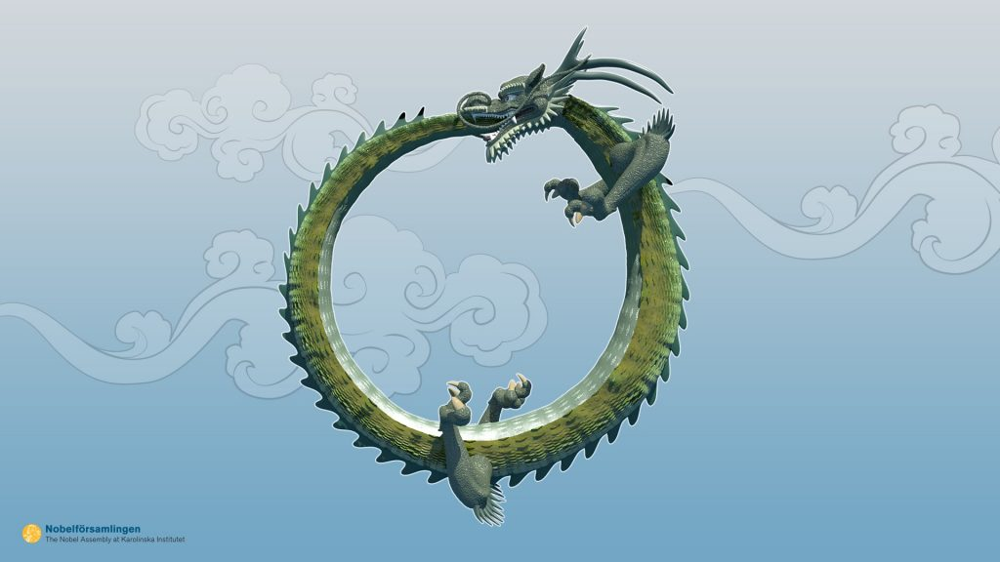 Nobelförsamlingen
The Nobel Assembly at Karolinska Institutet